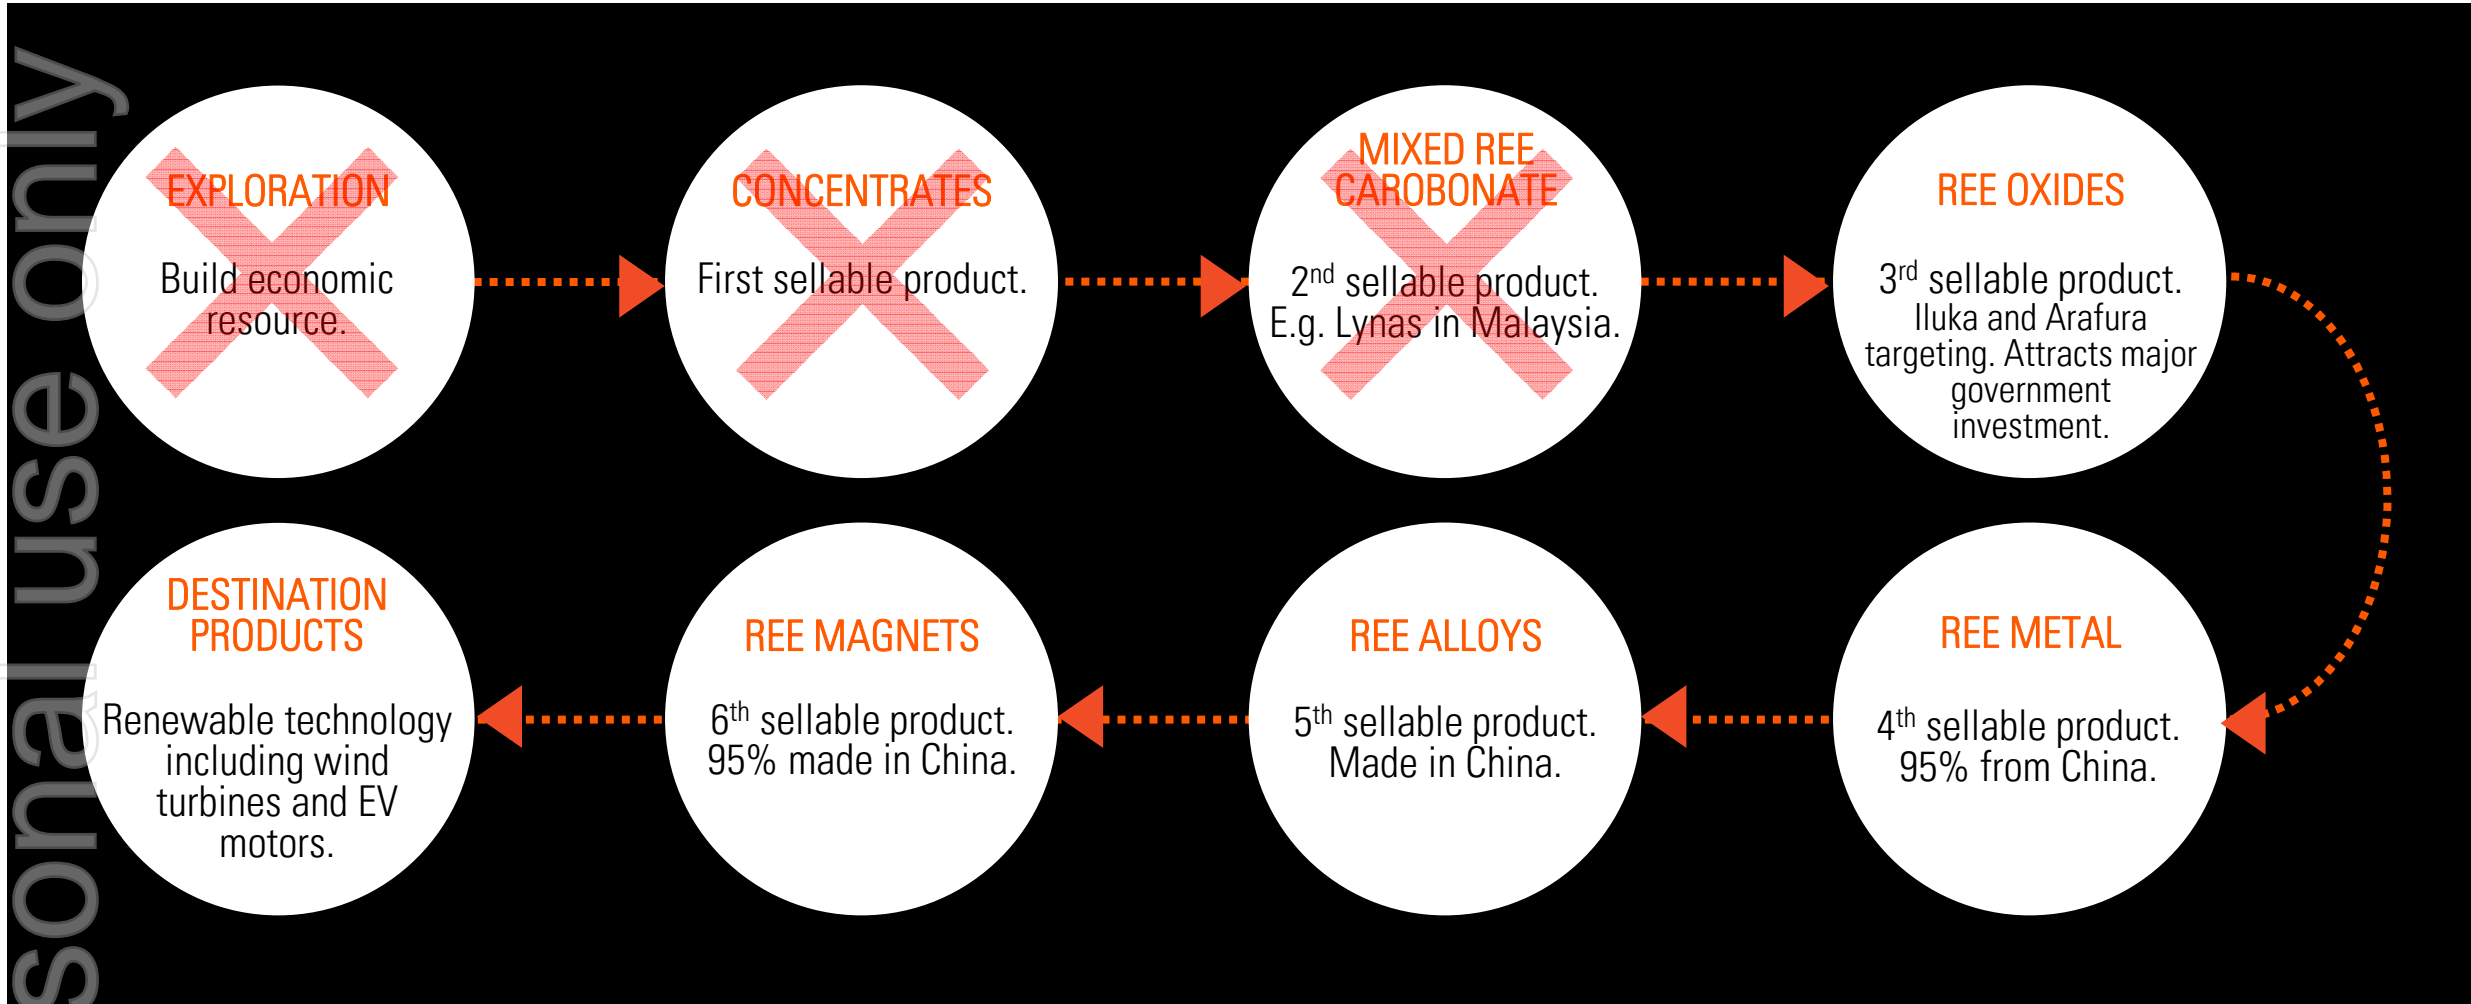 EXPLORATION
Build economic
resource.
CONCENTRATES
First sellable product.
MIXED REE
CAROBONATE
2nd sellable product.
E.g. Lynas in Malaysia.
REE OXIDES
3rd sellable product.
Iluka and Arafura
targeting. Attracts major
government
investment.
REE METAL
4th sellable product.
95% from China.
REE ALLOYS
5th sellable product.
Made in China.
REE MAGNETS
6th sellable product.
95% made in China.
DESTINATION
PRODUCTS
Renewable technology
including wind
turbines and EV
motors.
sonal use only